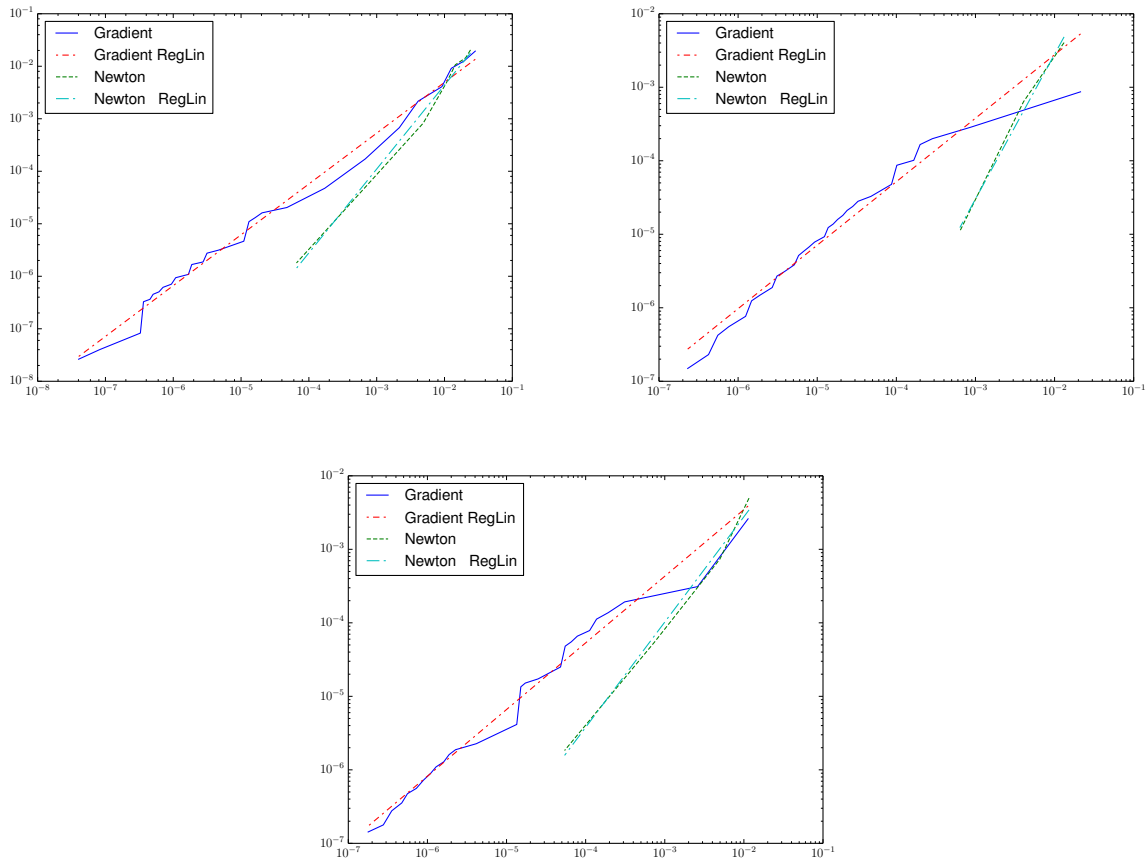 10⁻¹
10⁻²
10⁻³
10⁻⁴
10⁻⁵
10⁻⁶
10⁻⁷
10⁻⁸
Gradient
Gradient RegLin
Newton
Newton RegLin
10⁻⁸ 10⁻⁷ 10⁻⁶ 10⁻⁵ 10⁻⁴ 10⁻³ 10⁻² 10⁻¹
10⁻²
10⁻³
10⁻⁴
10⁻⁵
10⁻⁶
10⁻⁷
Gradient
Gradient RegLin
Newton
Newton RegLin
10⁻⁷ 10⁻⁶ 10⁻⁵ 10⁻⁴ 10⁻³ 10⁻² 10⁻¹
10⁻²
10⁻³
10⁻⁴
10⁻⁵
10⁻⁶
10⁻⁷
Gradient
Gradient RegLin
Newton
Newton RegLin
10⁻⁷ 10⁻⁶ 10⁻⁵ 10⁻⁴ 10⁻³ 10⁻² 10⁻¹